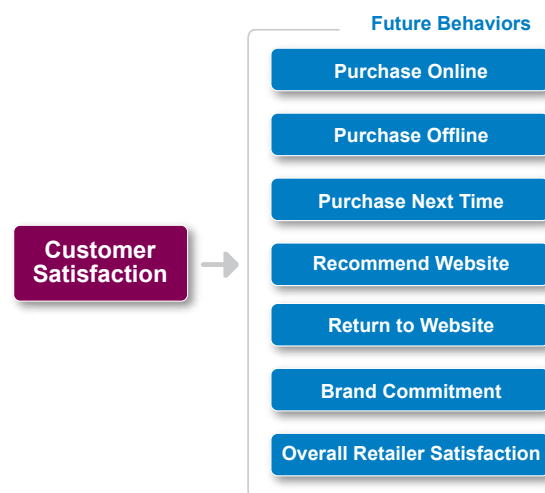 Future Behaviors
Purchase Online
Purchase Offline
Purchase Next Time
Customer
Satisfaction
Recommend Website
Return to Website
Brand Commitment
Overall Retailer Satisfaction